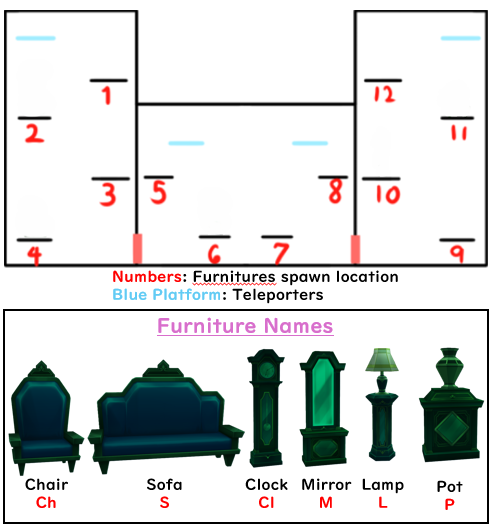 1
12
2
11
3
5
8
10
4
6
7
9
Numbers: Furnitures spawn location
Blue Platform: Teleporters
Furniture Names
Chair Sofa Clock Mirror Lamp Pot
Ch S Cl M L P